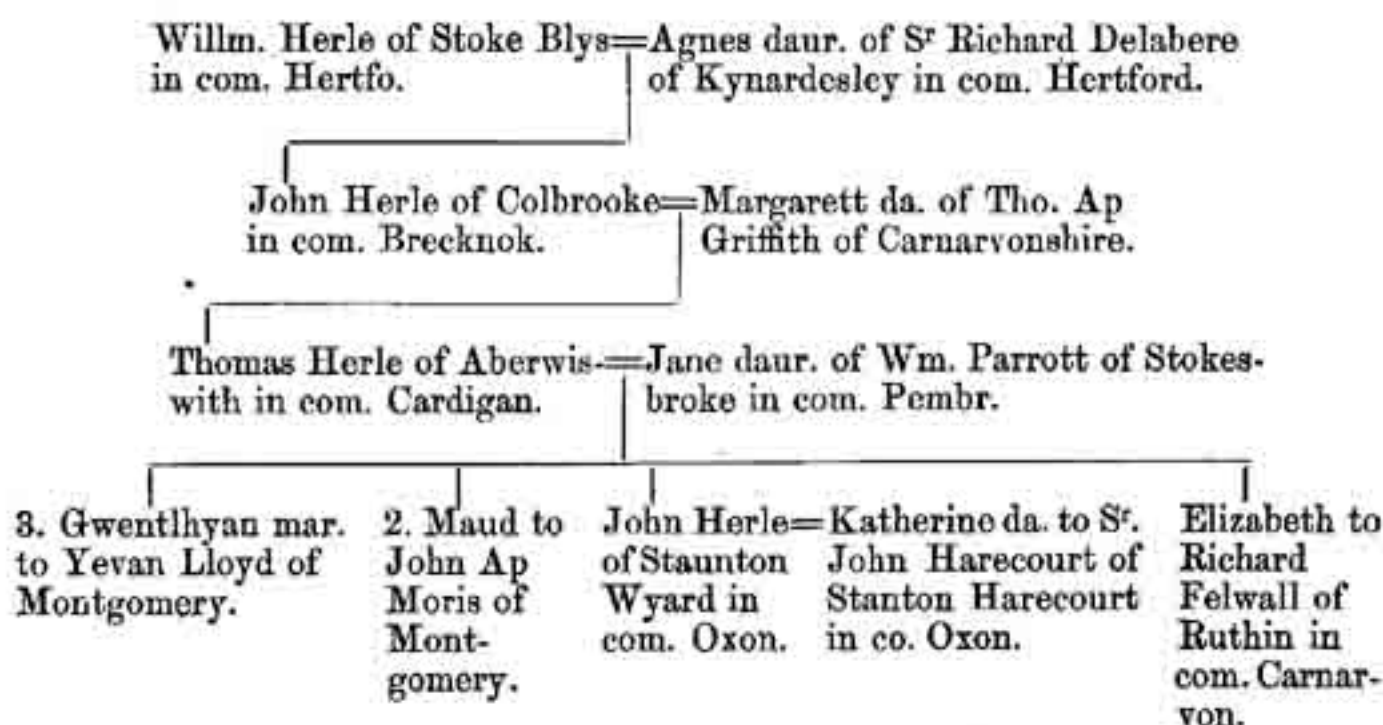 Willm. Herle of Stoke Blys=Agnes daur. of Sr Richard Delabere
in com. Hertfo.
of Kynardesley in com. Hertford.
John Herle of Colbrooke=Margarett da. of Tho. Ap
in com. Brecknok.
Griffith of Carnarvonshire.
Thomas Herle of Aberwis-=Jane daur. of Wm. Parrott of Stokes-
with in com. Cardigan.
broke in com. Pembr.
3. Gwentlhyan mar.
to Yevan Lloyd of
Montgomery.
2. Maud to
John Ap
Moris of
Mont-
gomery.
John Herle=
of Staunton
Wyard in
com. Oxon.
Katherine da. to Sr.
John Harecourt of
Stanton Harecourt
in co. Oxon.
Elizabeth to
Richard
Felwall of
Ruthin in
com. Carnar-
von.